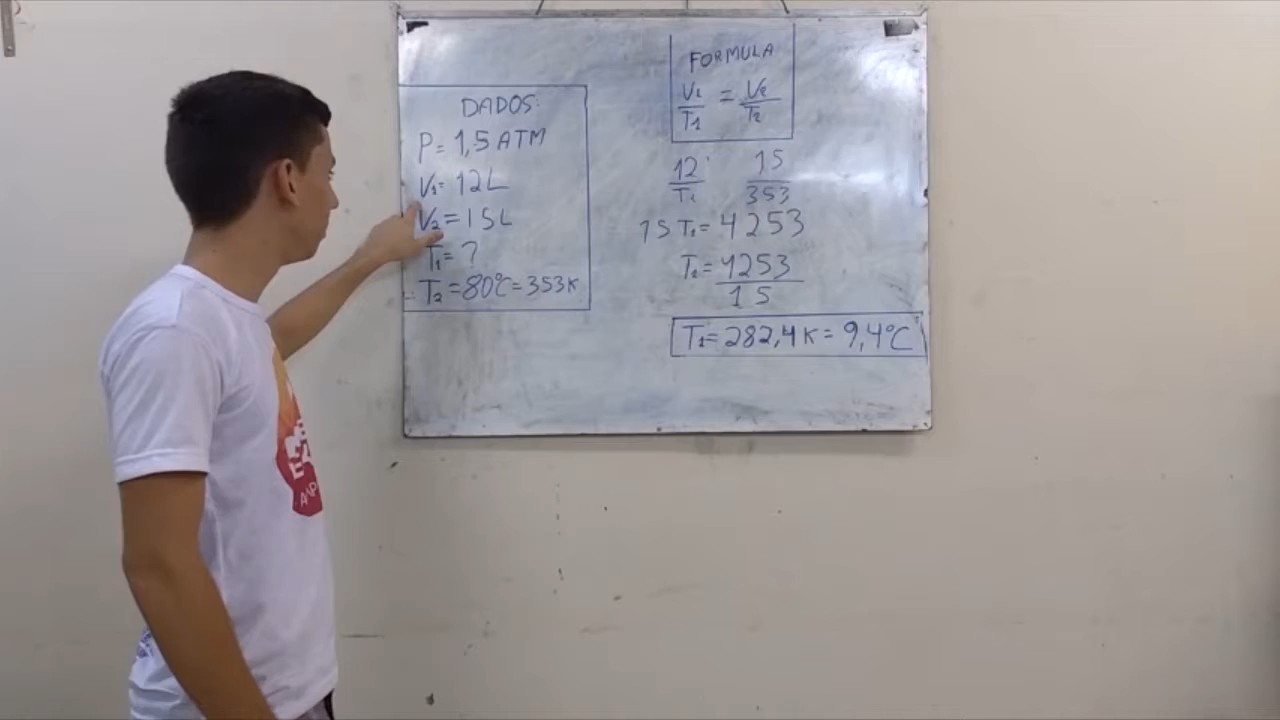 DADOS:
P= 1,5 ATM
V1= 12L
V2 = 15L
T1= ?
T2 = 80°C = 353K
FORMULA
V1/T1 = V2/T2
12/T1 15/353
15 T1= 4253
T1= 4253/15
T1= 282,4K = 9,4°C